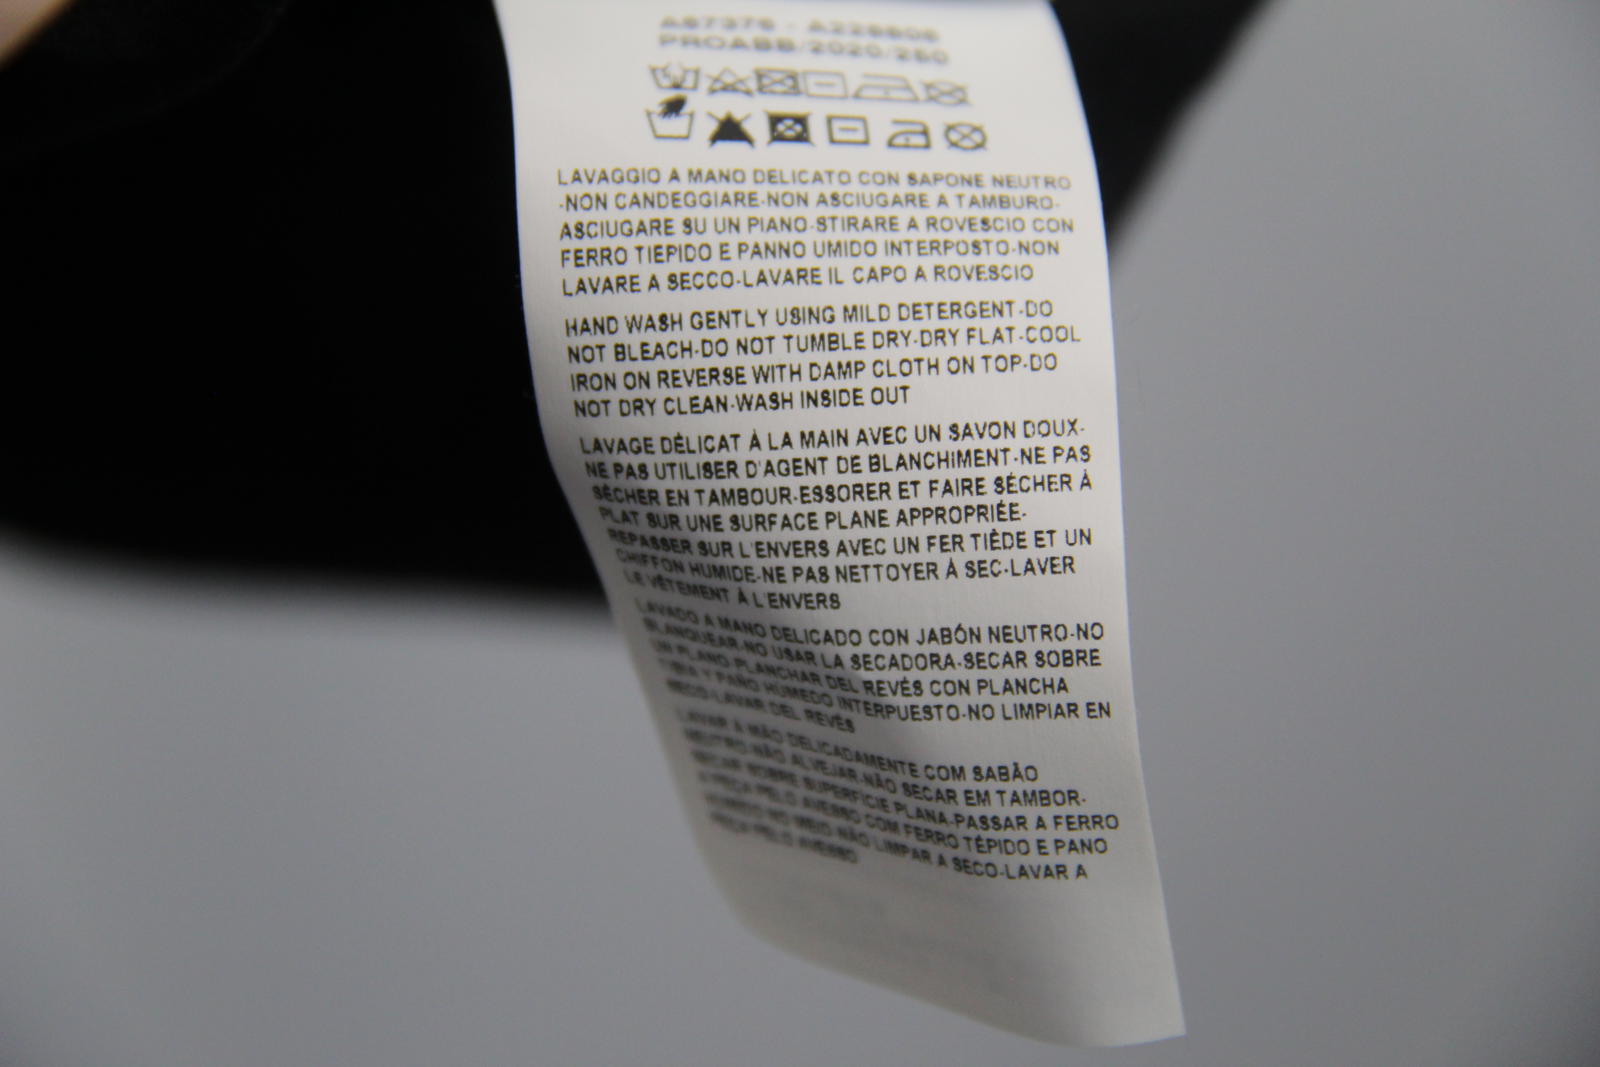 PROABB/2020/250
LAVAGGIO A MANO DELICATO CON SAPONE NEUTRO
-NON CANDEGGIARE-NON ASCIUGARE A TAMBURO-
ASCIUGARE SU UN PIANO-STIRARE A ROVESCIO CON
FERRO TIEPIDO E PANNO UMIDO INTERPOSTO-NON
LAVARE A SECCO-LAVARE IL CAPO A ROVESCIO
HAND WASH GENTLY USING MILD DETERGENT-DO
NOT BLEACH-DO NOT TUMBLE DRY-DRY FLAT-COOL
IRON ON REVERSE WITH DAMP CLOTH ON TOP-DO
NOT DRY CLEAN-WASH INSIDE OUT
LAVAGE DÉLICAT À LA MAIN AVEC UN SAVON DOUX-
NE PAS UTILISER D'AGENT DE BLANCHIMENT-NE PAS
SÉCHER EN TAMBOUR-ESSORER ET FAIRE SÉCHER À
PLAT SUR UNE SURFACE PLANE APPROPRIÉE-
REPASSER SUR L'ENVERS AVEC UN FER TIÈDE ET UN
CHIFFON HUMIDE-NE PAS NETTOYER À SEC-LAVER
LE VÊTEMENT À L'ENVERS
LAVADO A MANO DELICADO CON JABÓN NEUTRO-NO
BLANQUEAR-NO USAR LA SECADORA-SECAR SOBRE
UN PLANO-PLANCHAR DEL REVÉS CON PLANCHA
TIBIA Y PAÑO HÚMEDO INTERPUESTO-NO LIMPIAR EN
SECO-LAVAR DEL REVÉS
LAVAR À MÃO DELICADAMENTE COM SABÃO
NEUTRO-NÃO ALVEJAR-NÃO SECAR EM TAMBOR-
SECAR SOBRE SUPERFÍCIE PLANA-PASSAR A FERRO
A PEÇA PELO AVESSO COM FERRO TÉPIDO E PANO
HÚMIDO NO MEIO-NÃO LIMPAR A SECO-LAVAR A
PEÇA PELO AVESSO